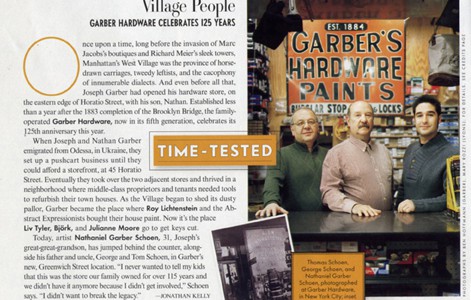 Village People
GARBER HARDWARE CELEBRATES 125 YEARS
Once upon a time, long before the invasion of Marc
Jacobs's boutiques and Richard Meier's sleek towers,
Manhattan's West Village was the province of horse-
drawn carriages, tweedy leftists, and the cacophony
of innumerable dialects. And even before all that,
Joseph Garber had opened his hardware store, on
the eastern edge of Horatio Street, with his son, Nathan. Established less
than a year after the 1883 completion of the Brooklyn Bridge, the family-
operated Garber Hardware, now in its fifth generation, celebrates its
125th anniversary this year.
When Joseph and Nathan Garber
emigrated from Odessa, in Ukraine, they
set up a pushcart business until they
could afford a storefront, at 45 Horatio
Street. Eventually they took over the two adjacent stores and thrived in a
neighborhood where middle-class proprietors and tenants needed tools
to refurbish their town houses. As the Village began to shed its dusty
pallor, Garber became the place where Roy Lichtenstein and the Ab-
stract Expressionists bought their house paint. Now it's the place
Liv Tyler, Björk, and Julianne Moore go to get keys cut.
Today, artist Nathaniel Garber Schoen, 31, Joseph's
great-great-grandson, has jumped behind the counter, along-
side his father and uncle, George and Tom Schoen, in Garber's
new, Greenwich Street location. "I never wanted to tell my kids
that this was the store our family owned for over 115 years and
we didn't have it anymore because I didn't get involved," Schoen
says. "I didn't want to break the legacy." —JONATHAN KELLY
TIME-TESTED
EST. 1884
GARBER'S
HARDWARE
PAINTS
STOP & LOCKS
Thomas Schoen,
George Schoen, and
Nathaniel Garber
Schoen, photographed
at Garber Hardware,
in New York City; inset